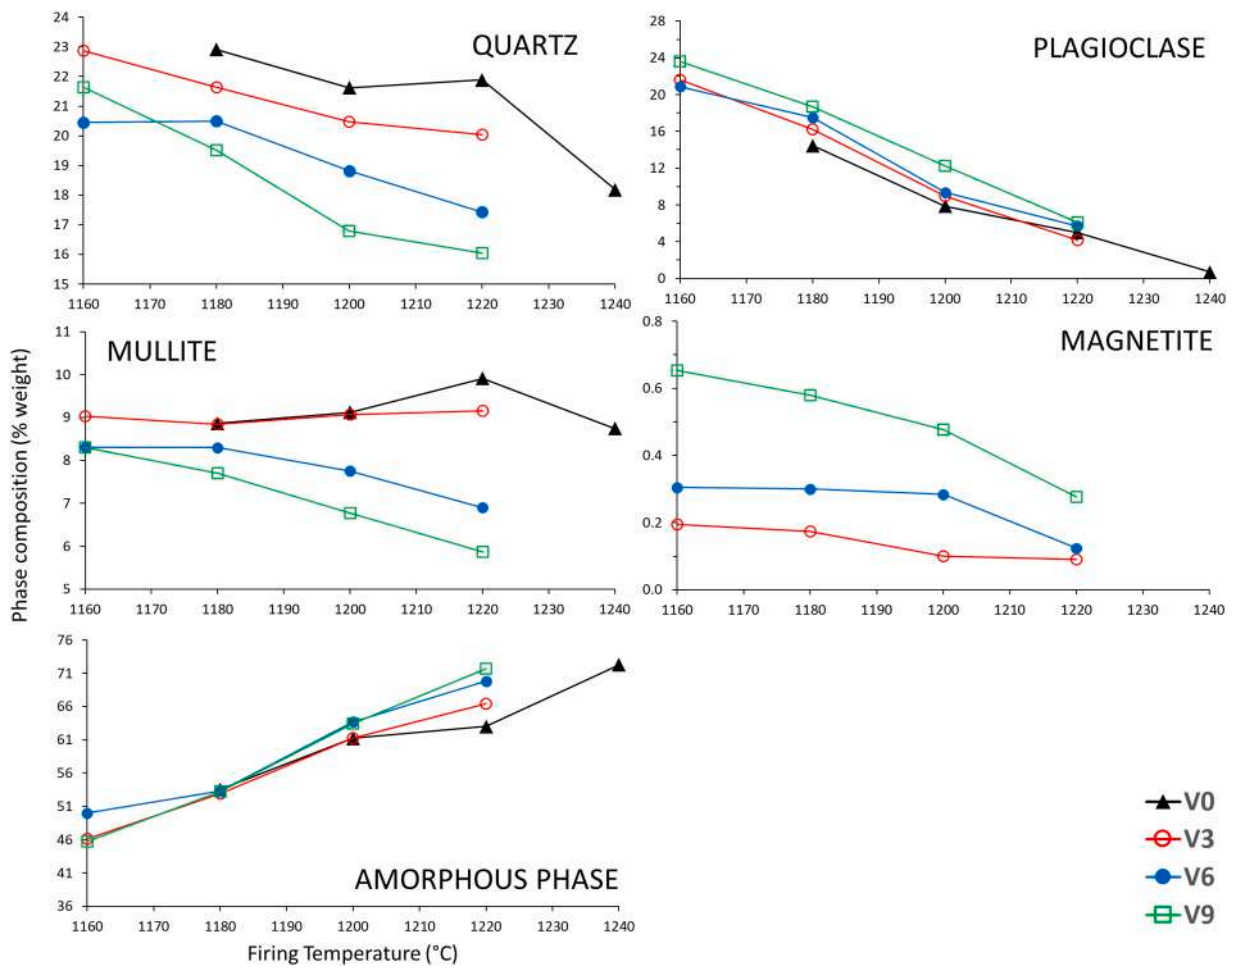 QUARTZ
24
23
22
21
20
19
18
17
16
15
1160 1170 1180 1190 1200 1210 1220 1230 1240
PLAGIOCLASE
28
24
20
16
12
8
4
0
1160 1170 1180 1190 1200 1210 1220 1230 1240
Phase composition (% weight)
MULLITE
11
10
9
8
7
6
5
1160 1170 1180 1190 1200 1210 1220 1230 1240
MAGNETITE
0.8
0.6
0.4
0.2
0.0
1160 1170 1180 1190 1200 1210 1220 1230 1240
76
71
66
61
56
51
46
41
36
AMORPHOUS PHASE
1160 1170 1180 1190 1200 1210 1220 1230 1240
Firing Temperature (°C)
V0
V3
V6
V9